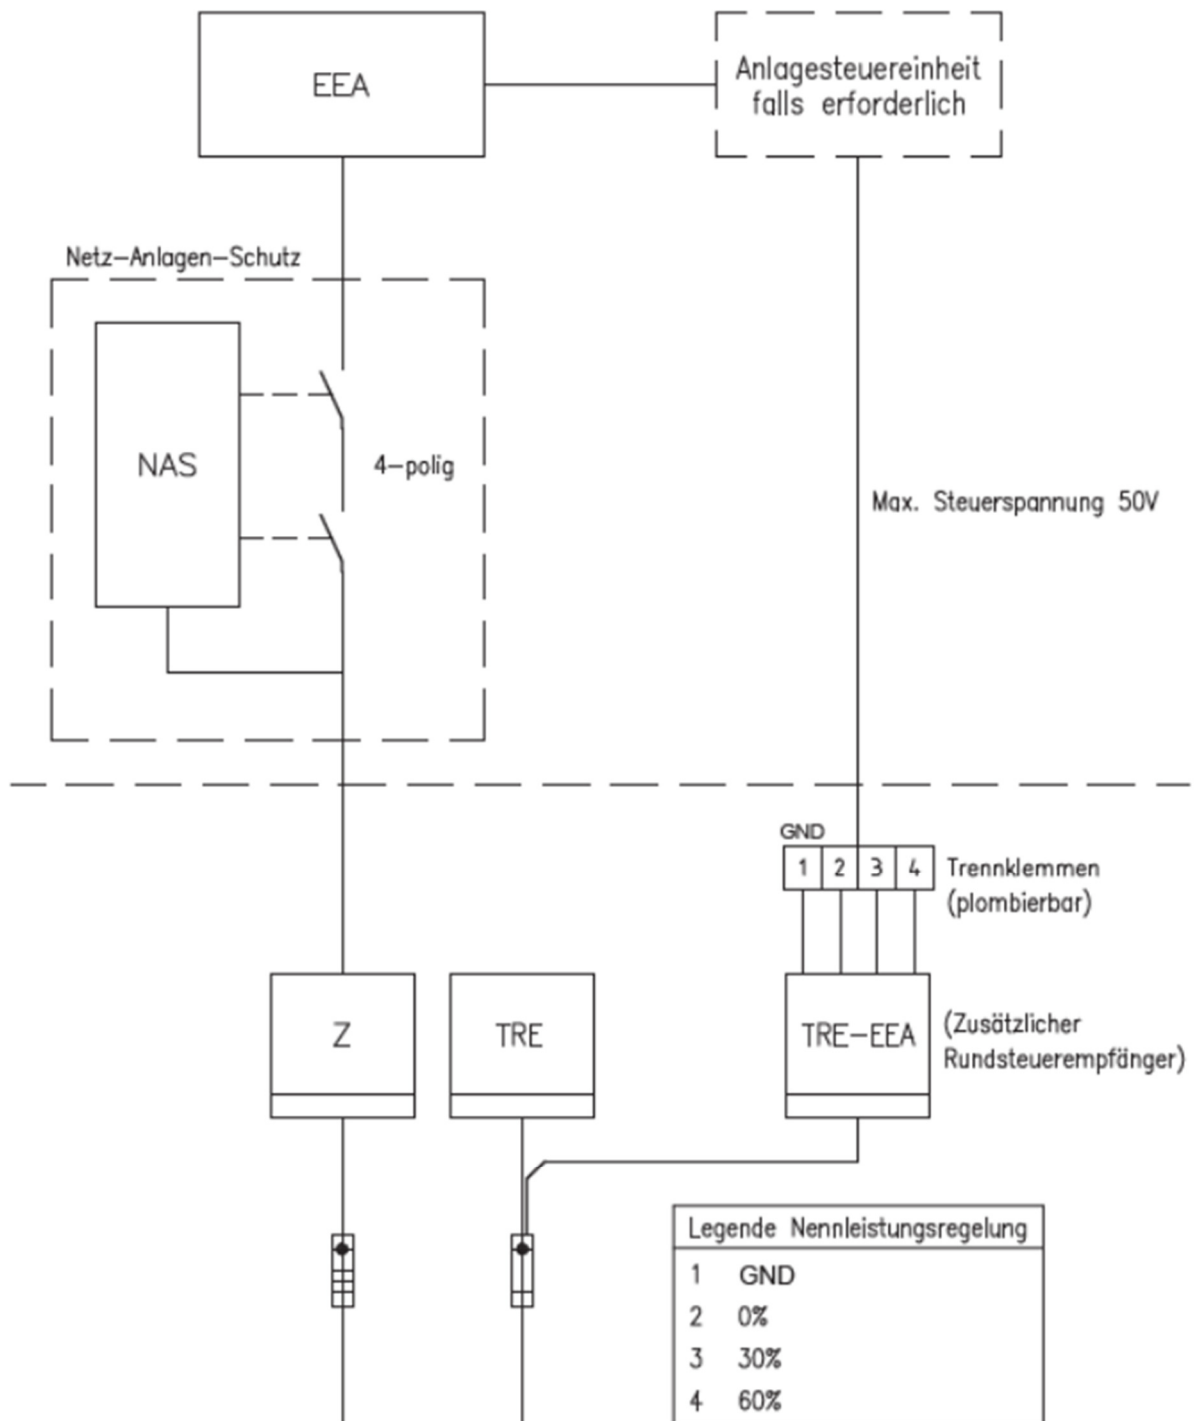 EEA
Anlagesteuereinheit
falls erforderlich
Netz-Anlagen-Schutz
NAS
4-polig
Max. Steuerspannung 50V
GND
1 2 3 4
Trennklemmen
(plombierbar)
Z
TRE
TRE-EEA
(Zusätzlicher
Rundsteuerempfänger)
Legende Nennleistungsregelung
1 GND
2 0%
3 30%
4 60%